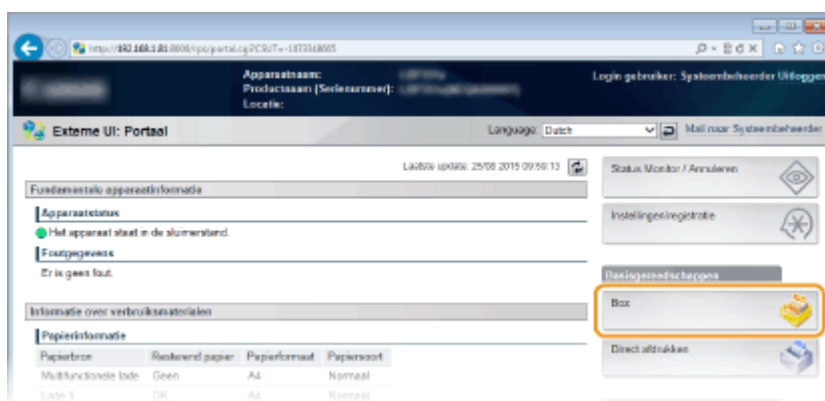 Apparaatnaam:
Productnaam (Serienummer):
Locatie:
Login gebruiker: Systeembeheerder Uitloggen
Externe UI: Portaal
Language: Dutch
Mail naar Systeembeheerder
Laatste update: 25/08 2015 09:50:13
Fundamentele apparaatinformatie
Apparaatstatus
Het apparaat staat in de sluimerstand.
Foutgegevens
Er is geen fout.
Informatie over verbruiksmaterialen
Papierinformatie
Papierbron Resterend papier Papierformaat Papiersoort
Multifunctionele lade Geen A4 Normaal
Lade 1 OK A4 Normaal
Status Monitor / Annuleren
Instellingen/registratie
Basisgereedschappen
Box
Direct afdrukken